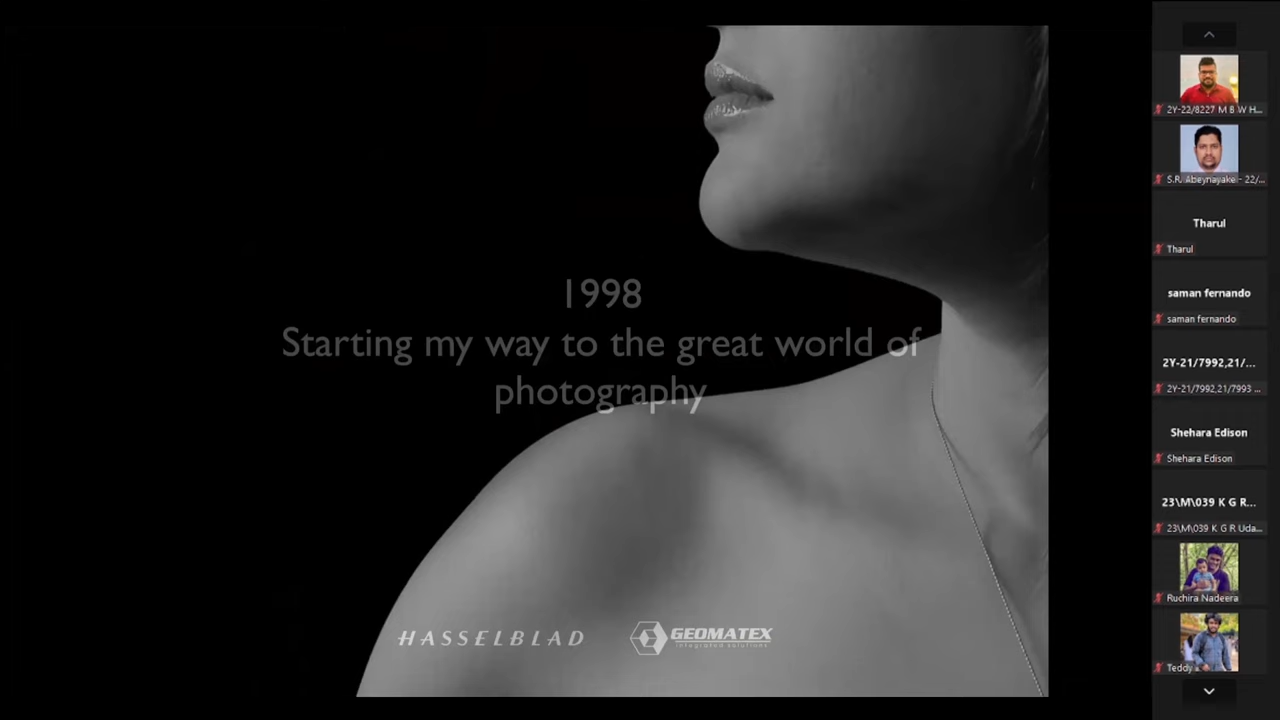 1998
Starting my way to the great world of
photography
HASSELBLAD
GEOMATEX
integrated solutions
2Y-22/8227 M B W H...
S.R. Abeynayake - 22/...
Tharul
Tharul
saman fernando
saman fernando
2Y-21/7992,21/...
2Y-21/7992,21/7993 ...
Shehara Edison
Shehara Edison
23\M\039 K G R...
23\M\039 K G R Uda...
Ruchira Nadeera
Teddy